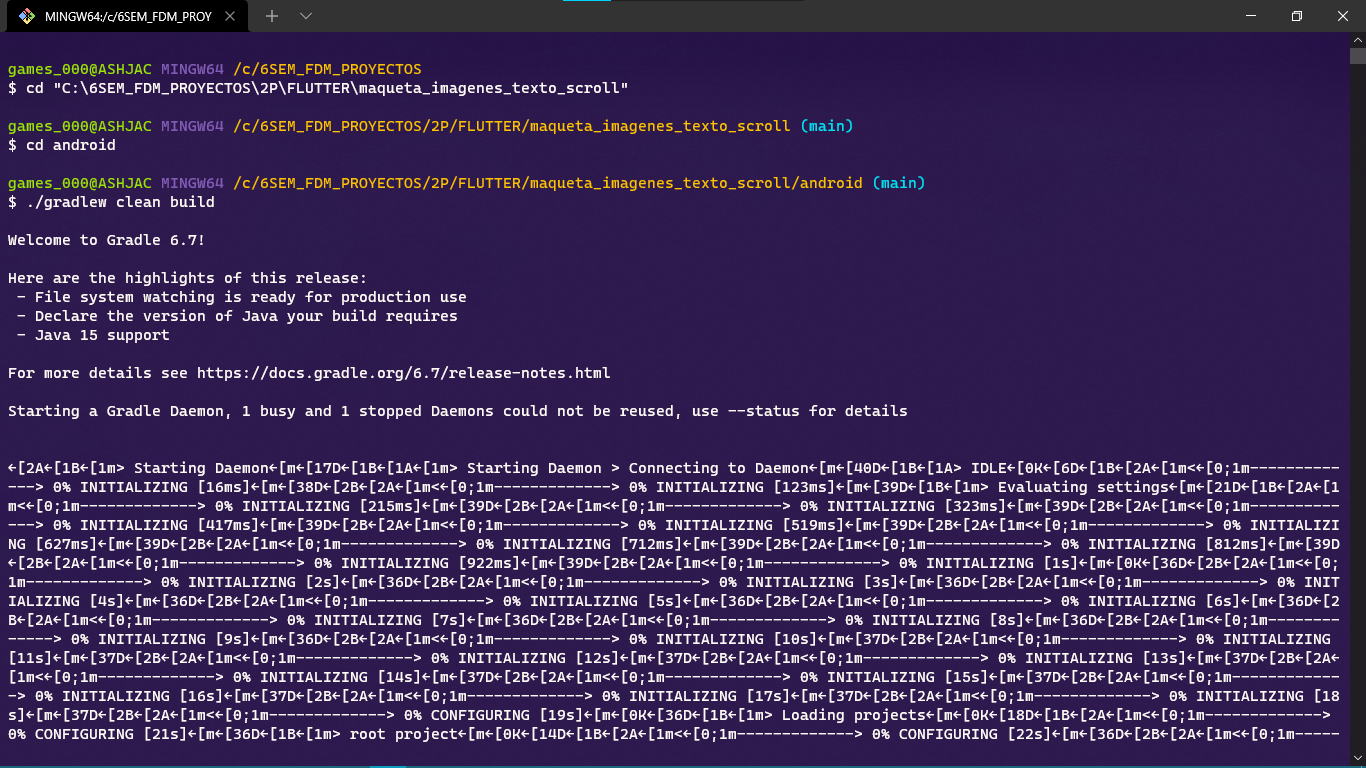 MINGW64:/c/6SEM_FDM_PROY
games_000@ASHJAC MINGW64 /c/6SEM_FDM_PROYECTOS
$ cd "C:\6SEM_FDM_PROYECTOS\2P\FLUTTER\maqueta_imagenes_texto_scroll"
games_000@ASHJAC MINGW64 /c/6SEM_FDM_PROYECTOS/2P/FLUTTER/maqueta_imagenes_texto_scroll (main)
$ cd android
games_000@ASHJAC MINGW64 /c/6SEM_FDM_PROYECTOS/2P/FLUTTER/maqueta_imagenes_texto_scroll/android (main)
$ ./gradlew clean build
Welcome to Gradle 6.7!
Here are the highlights of this release:
 - File system watching is ready for production use
 - Declare the version of Java your build requires
 - Java 15 support
For more details see https://docs.gradle.org/6.7/release-notes.html
Starting a Gradle Daemon, 1 busy and 1 stopped Daemons could not be reused, use --status for details
←[2A←[1B←[1m> Starting Daemon←[m←[17D←[1B←[1A←[1m> Starting Daemon > Connecting to Daemon←[m←[40D←[1B←[1A> IDLE←[0K←[6D←[1B←[2A←[1m<←[0;1m----------
---> 0% INITIALIZING [16ms]←[m←[38D←[2B←[2A←[1m<←[0;1m-------------> 0% INITIALIZING [123ms]←[m←[39D←[1B←[1m> Evaluating settings←[m←[21D←[1B←[2A←[1
m<←[0;1m-------------> 0% INITIALIZING [215ms]←[m←[39D←[2B←[2A←[1m<←[0;1m-------------> 0% INITIALIZING [323ms]←[m←[39D←[2B←[2A←[1m<←[0;1m----------
---> 0% INITIALIZING [417ms]←[m←[39D←[2B←[2A←[1m<←[0;1m-------------> 0% INITIALIZING [519ms]←[m←[39D←[2B←[2A←[1m<←[0;1m-------------> 0% INITIALIZI
NG [627ms]←[m←[39D←[2B←[2A←[1m<←[0;1m-------------> 0% INITIALIZING [712ms]←[m←[39D←[2B←[2A←[1m<←[0;1m-------------> 0% INITIALIZING [812ms]←[m←[39D
←[2B←[2A←[1m<←[0;1m-------------> 0% INITIALIZING [922ms]←[m←[39D←[2B←[2A←[1m<←[0;1m-------------> 0% INITIALIZING [1s]←[m←[0K←[36D←[2B←[2A←[1m<←[0;
1m-------------> 0% INITIALIZING [2s]←[m←[36D←[2B←[2A←[1m<←[0;1m-------------> 0% INITIALIZING [3s]←[m←[36D←[2B←[2A←[1m<←[0;1m-------------> 0% INIT
IALIZING [4s]←[m←[36D←[2B←[2A←[1m<←[0;1m-------------> 0% INITIALIZING [5s]←[m←[36D←[2B←[2A←[1m<←[0;1m-------------> 0% INITIALIZING [6s]←[m←[36D←[2
B←[2A←[1m<←[0;1m-------------> 0% INITIALIZING [7s]←[m←[36D←[2B←[2A←[1m<←[0;1m-------------> 0% INITIALIZING [8s]←[m←[36D←[2B←[2A←[1m<←[0;1m--------
-----> 0% INITIALIZING [9s]←[m←[36D←[2B←[2A←[1m<←[0;1m-------------> 0% INITIALIZING [10s]←[m←[37D←[2B←[2A←[1m<←[0;1m-------------> 0% INITIALIZING
[11s]←[m←[37D←[2B←[2A←[1m<←[0;1m-------------> 0% INITIALIZING [12s]←[m←[37D←[2B←[2A←[1m<←[0;1m-------------> 0% INITIALIZING [13s]←[m←[37D←[2B←[2A←
[1m<←[0;1m-------------> 0% INITIALIZING [14s]←[m←[37D←[2B←[2A←[1m<←[0;1m-------------> 0% INITIALIZING [15s]←[m←[37D←[2B←[2A←[1m<←[0;1m------------
-> 0% INITIALIZING [16s]←[m←[37D←[2B←[2A←[1m<←[0;1m-------------> 0% INITIALIZING [17s]←[m←[37D←[2B←[2A←[1m<←[0;1m-------------> 0% INITIALIZING [18
s]←[m←[37D←[2B←[2A←[1m<←[0;1m-------------> 0% CONFIGURING [19s]←[m←[0K←[36D←[1B←[1m> Loading projects←[m←[0K←[18D←[1B←[2A←[1m<←[0;1m------------->
0% CONFIGURING [21s]←[m←[36D←[1B←[1m> root project←[m←[0K←[14D←[1B←[2A←[1m<←[0;1m-------------> 0% CONFIGURING [22s]←[m←[36D←[2B←[2A←[1m<←[0;1m-----